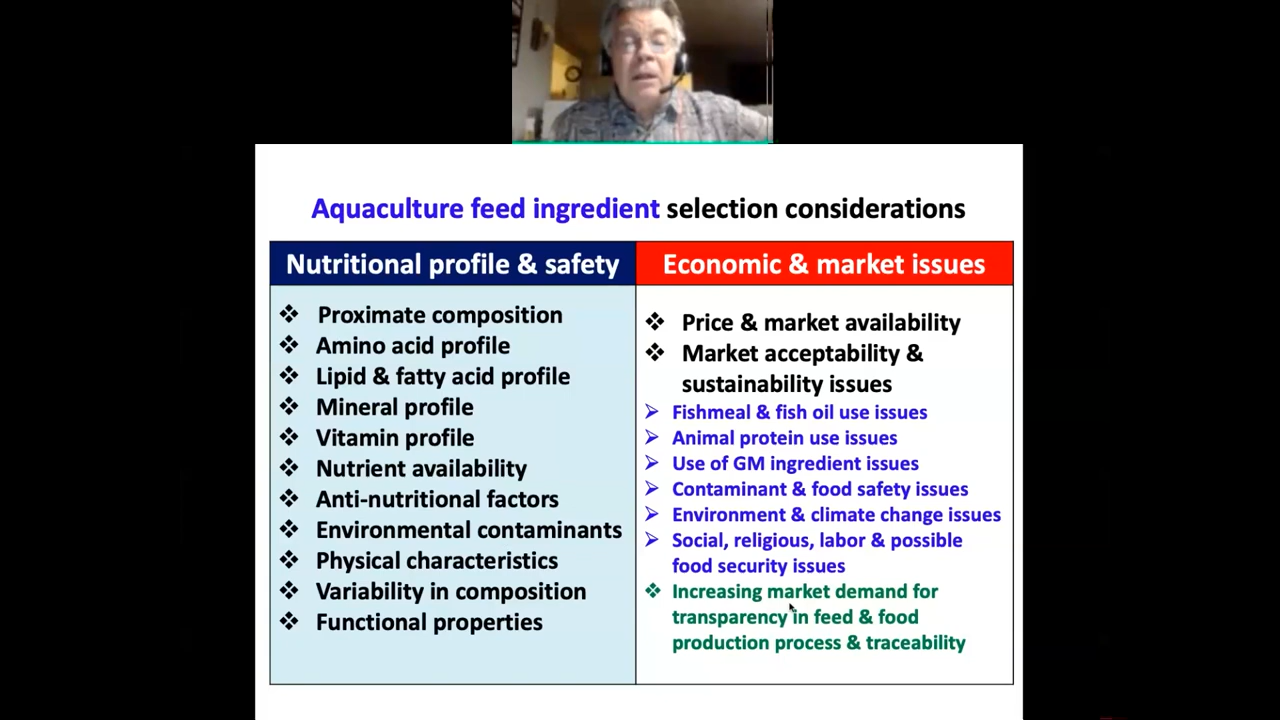 Aquaculture feed ingredient selection considerations
Nutritional profile & safety
❖ Proximate composition
❖ Amino acid profile
❖ Lipid & fatty acid profile
❖ Mineral profile
❖ Vitamin profile
❖ Nutrient availability
❖ Anti-nutritional factors
❖ Environmental contaminants
❖ Physical characteristics
❖ Variability in composition
❖ Functional properties
Economic & market issues
❖ Price & market availability
❖ Market acceptability &
sustainability issues
➢ Fishmeal & fish oil use issues
➢ Animal protein use issues
➢ Use of GM ingredient issues
➢ Contaminant & food safety issues
➢ Environment & climate change issues
➢ Social, religious, labor & possible
food security issues
❖ Increasing market demand for
transparency in feed & food
production process & traceability